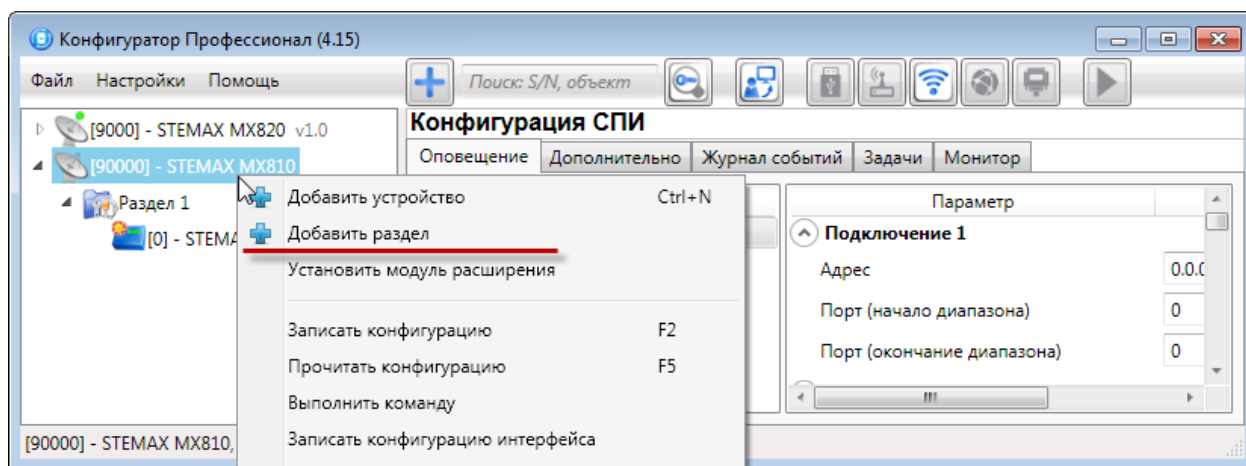 Конфигуратор Профессионал (4.15)
Файл Настройки Помощь
Поиск: S/N, объект
[9000] - STEMAX MX820 v1.0
[90000] - STEMAX MX810
Раздел 1
[0] - STEMA
Конфигурация СПИ
Оповещение Дополнительно Журнал событий Задачи Монитор
Добавить устройство Ctrl+N
Добавить раздел
Установить модуль расширения
Записать конфигурацию F2
Прочитать конфигурацию F5
Выполнить команду
Записать конфигурацию интерфейса
Параметр
Подключение 1
Адрес 0.0.0
Порт (начало диапазона) 0
Порт (окончание диапазона) 0
[90000] - STEMAX MX810,